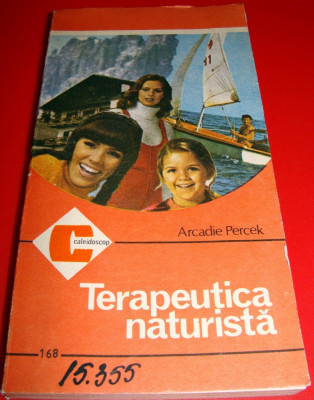 Arcadie Percek
C
caleidoscop
Terapeutica
naturistă
168
15.355